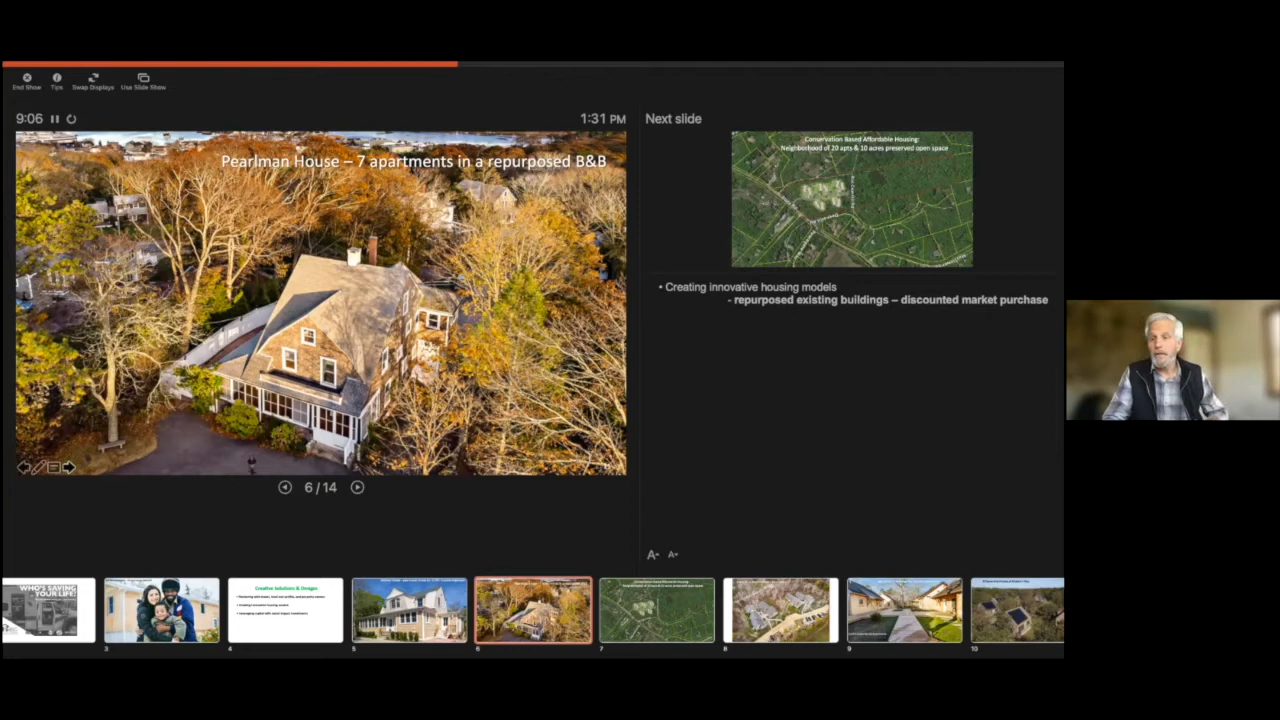 End Show
Tips
Swap Displays
Use Slide Show
9:06
1:31 PM
Pearlman House – 7 apartments in a repurposed B&B
6 / 14
Next slide
Conservation Based Affordable Housing:
Neighborhood of 20 apts & 10 acres preserved open space
• Creating innovative housing models
- repurposed existing buildings – discounted market purchase
A A
WHO'S SAVING
YOUR LIFE!
Creative Solutions & Designs:
3
4
5
6
7
8
9
10